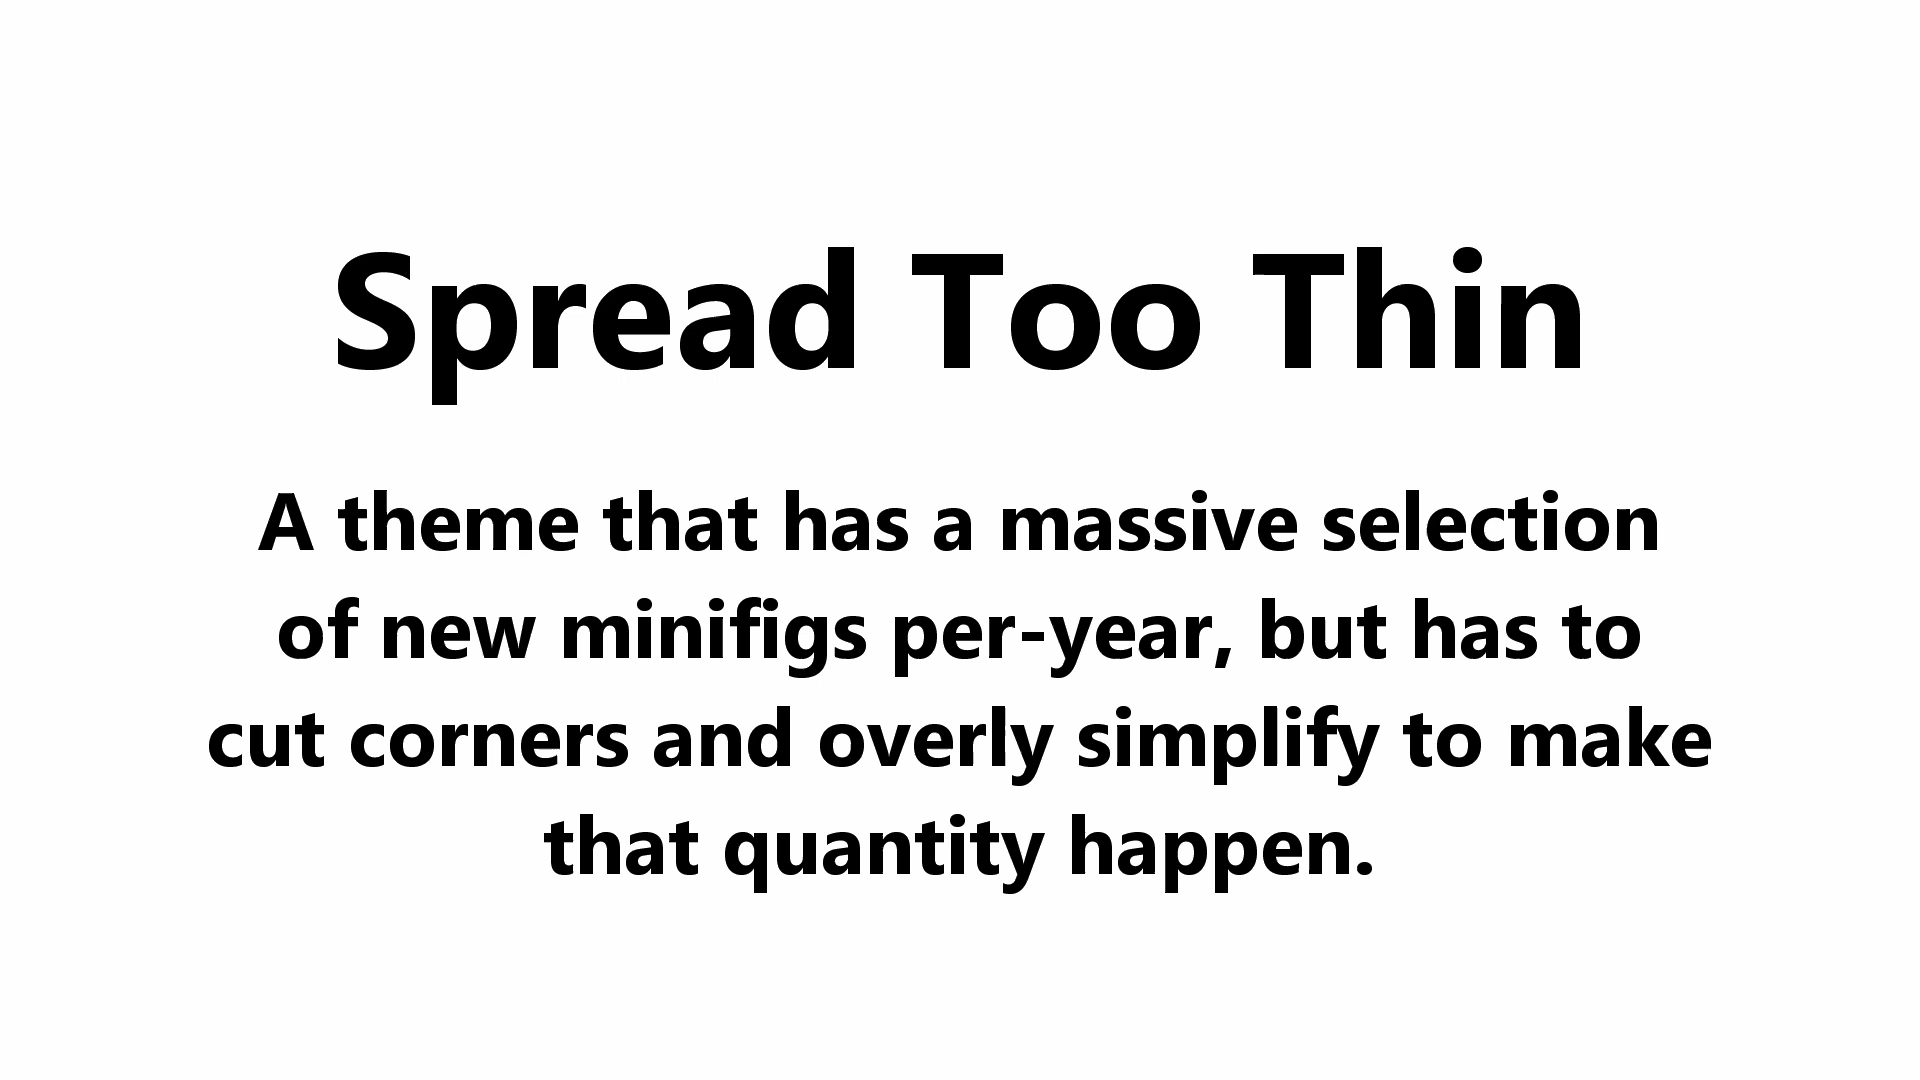 Spread Too Thin
A theme that has a massive selection
of new minifigs per-year, but has to
cut corners and overly simplify to make
that quantity happen.